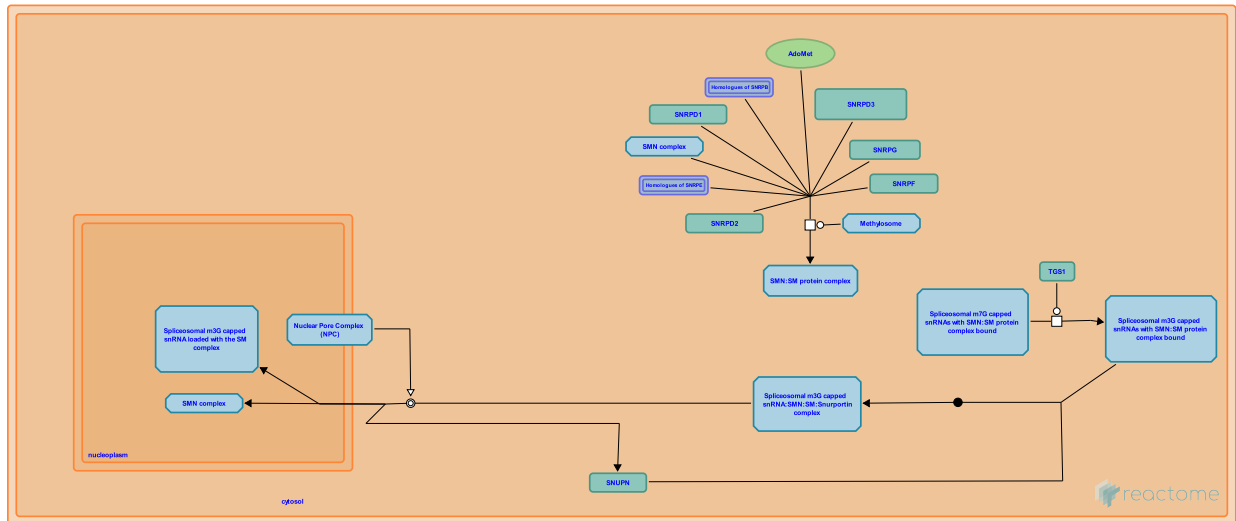 AdoMet
Homologues of SNRPB
SNRPD3
SNRPD1
SMN complex
SNRPG
Homologues of SNRPE
SNRPF
SNRPD2
Methylosome
SMN:SM protein complex
TGS1
Spliceosomal m7G capped
snRNAs with SMN:SM protein
complex bound
Spliceosomal m3G capped
snRNAs with SMN:SM protein
complex bound
Nuclear Pore Complex
(NPC)
Spliceosomal m3G capped
snRNA loaded with the SM
complex
SMN complex
Spliceosomal m3G capped
snRNA:SMN:SM:Snurportin
complex
nucleoplasm
SNUPN
cytosol
reactome